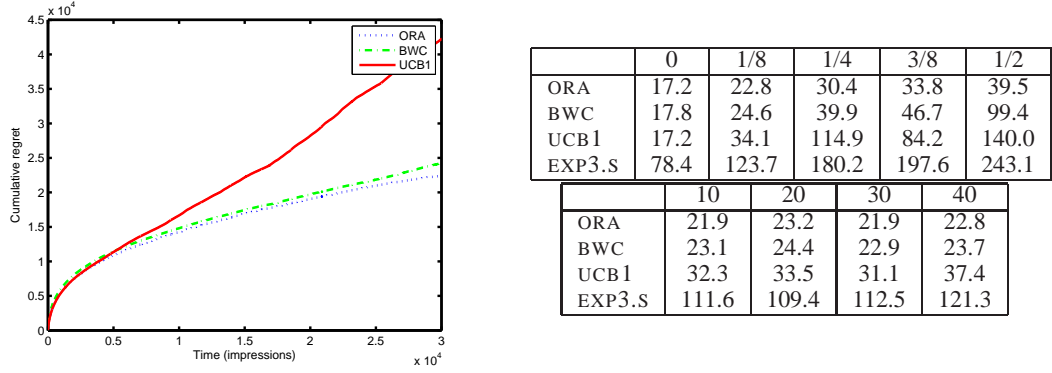 x 10^4
4.5
4
3.5
3
2.5
2
1.5
1
0.5
0
Cumulative regret
ORA
BWC
UCB1
0 0.5 1 1.5 2 2.5 3
x 10^4
Time (impressions)
0 1/8 1/4 3/8 1/2
ORA 17.2 22.8 30.4 33.8 39.5
BWC 17.8 24.6 39.9 46.7 99.4
UCB1 17.2 34.1 114.9 84.2 140.0
EXP3.S 78.4 123.7 180.2 197.6 243.1
10 20 30 40
ORA 21.9 23.2 21.9 22.8
BWC 23.1 24.4 22.9 23.7
UCB1 32.3 33.5 31.1 37.4
EXP3.S 111.6 109.4 112.5 121.3